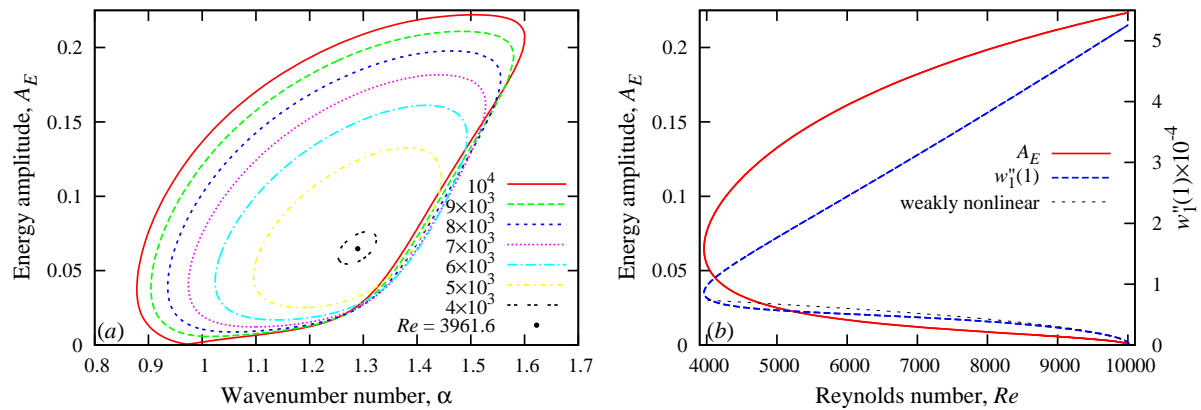 0.2
0.15
0.1
0.05
0
Energy amplitude, A_E
(a)
10^4
9×10^3
8×10^3
7×10^3
6×10^3
5×10^3
4×10^3
Re = 3961.6
0.8 0.9 1 1.1 1.2 1.3 1.4 1.5 1.6 1.7
Wavenumber number, α
0.2
0.15
0.1
0.05
0
Energy amplitude, A_E
(b)
A_E
w_1''(1)
weakly nonlinear
5
4
3
2
1
0
w_1''(1)×10^-4
4000 5000 6000 7000 8000 9000 10000
Reynolds number, Re